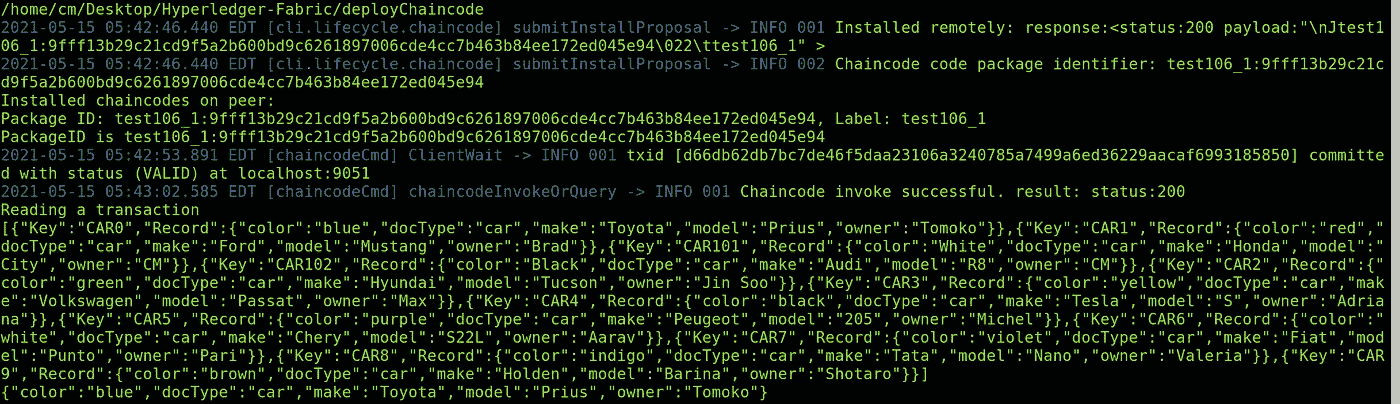 /home/cm/Desktop/Hyperledger-Fabric/deployChaincode
2021-05-15 05:42:46.440 EDT [cli.lifecycle.chaincode] submitInstallProposal -> INFO 001 Installed remotely: response:<status:200 payload:"\nJtest1
06_1:9fff13b29c21cd9f5a2b600bd9c6261897006cde4cc7b463b84ee172ed045e94\022\ttest106_1" >
2021-05-15 05:42:46.440 EDT [cli.lifecycle.chaincode] submitInstallProposal -> INFO 002 Chaincode code package identifier: test106_1:9fff13b29c21c
d9f5a2b600bd9c6261897006cde4cc7b463b84ee172ed045e94
Installed chaincodes on peer:
Package ID: test106_1:9fff13b29c21cd9f5a2b600bd9c6261897006cde4cc7b463b84ee172ed045e94, Label: test106_1
PackageID is test106_1:9fff13b29c21cd9f5a2b600bd9c6261897006cde4cc7b463b84ee172ed045e94
2021-05-15 05:42:53.891 EDT [chaincodeCmd] ClientWait -> INFO 001 txid [d66db62db7bc7de46f5daa23106a3240785a7499a6ed36229aacaf6993185850] committe
d with status (VALID) at localhost:9051
2021-05-15 05:43:02.585 EDT [chaincodeCmd] chaincodeInvokeOrQuery -> INFO 001 Chaincode invoke successful. result: status:200
Reading a transaction
[{"Key":"CAR0","Record":{"color":"blue","docType":"car","make":"Toyota","model":"Prius","owner":"Tomoko"}},{"Key":"CAR1","Record":{"color":"red","
docType":"car","make":"Ford","model":"Mustang","owner":"Brad"}},{"Key":"CAR101","Record":{"color":"White","docType":"car","make":"Honda","model":"
City","owner":"CM"}},{"Key":"CAR102","Record":{"color":"Black","docType":"car","make":"Audi","model":"R8","owner":"CM"}},{"Key":"CAR2","Record":{"
color":"green","docType":"car","make":"Hyundai","model":"Tucson","owner":"Jin Soo"}},{"Key":"CAR3","Record":{"color":"yellow","docType":"car","mak
e":"Volkswagen","model":"Passat","owner":"Max"}},{"Key":"CAR4","Record":{"color":"black","docType":"car","make":"Tesla","model":"S","owner":"Adria
na"}},{"Key":"CAR5","Record":{"color":"purple","docType":"car","make":"Peugeot","model":"205","owner":"Michel"}},{"Key":"CAR6","Record":{"color":"
white","docType":"car","make":"Chery","model":"S22L","owner":"Aarav"}},{"Key":"CAR7","Record":{"color":"violet","docType":"car","make":"Fiat","mod
el":"Punto","owner":"Pari"}},{"Key":"CAR8","Record":{"color":"indigo","docType":"car","make":"Tata","model":"Nano","owner":"Valeria"}},{"Key":"CAR
9","Record":{"color":"brown","docType":"car","make":"Holden","model":"Barina","owner":"Shotaro"}}]
{"color":"blue","docType":"car","make":"Toyota","model":"Prius","owner":"Tomoko"}